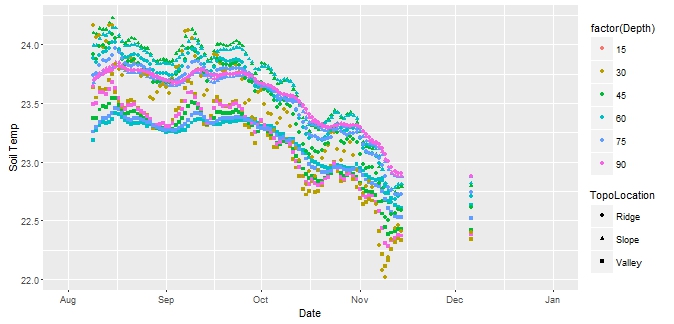 24.0
23.5
23.0
22.5
22.0
Soil Temp
Aug
Sep
Oct
Nov
Dec
Jan
Date
factor(Depth)
15
30
45
60
75
90
TopoLocation
Ridge
Slope
Valley